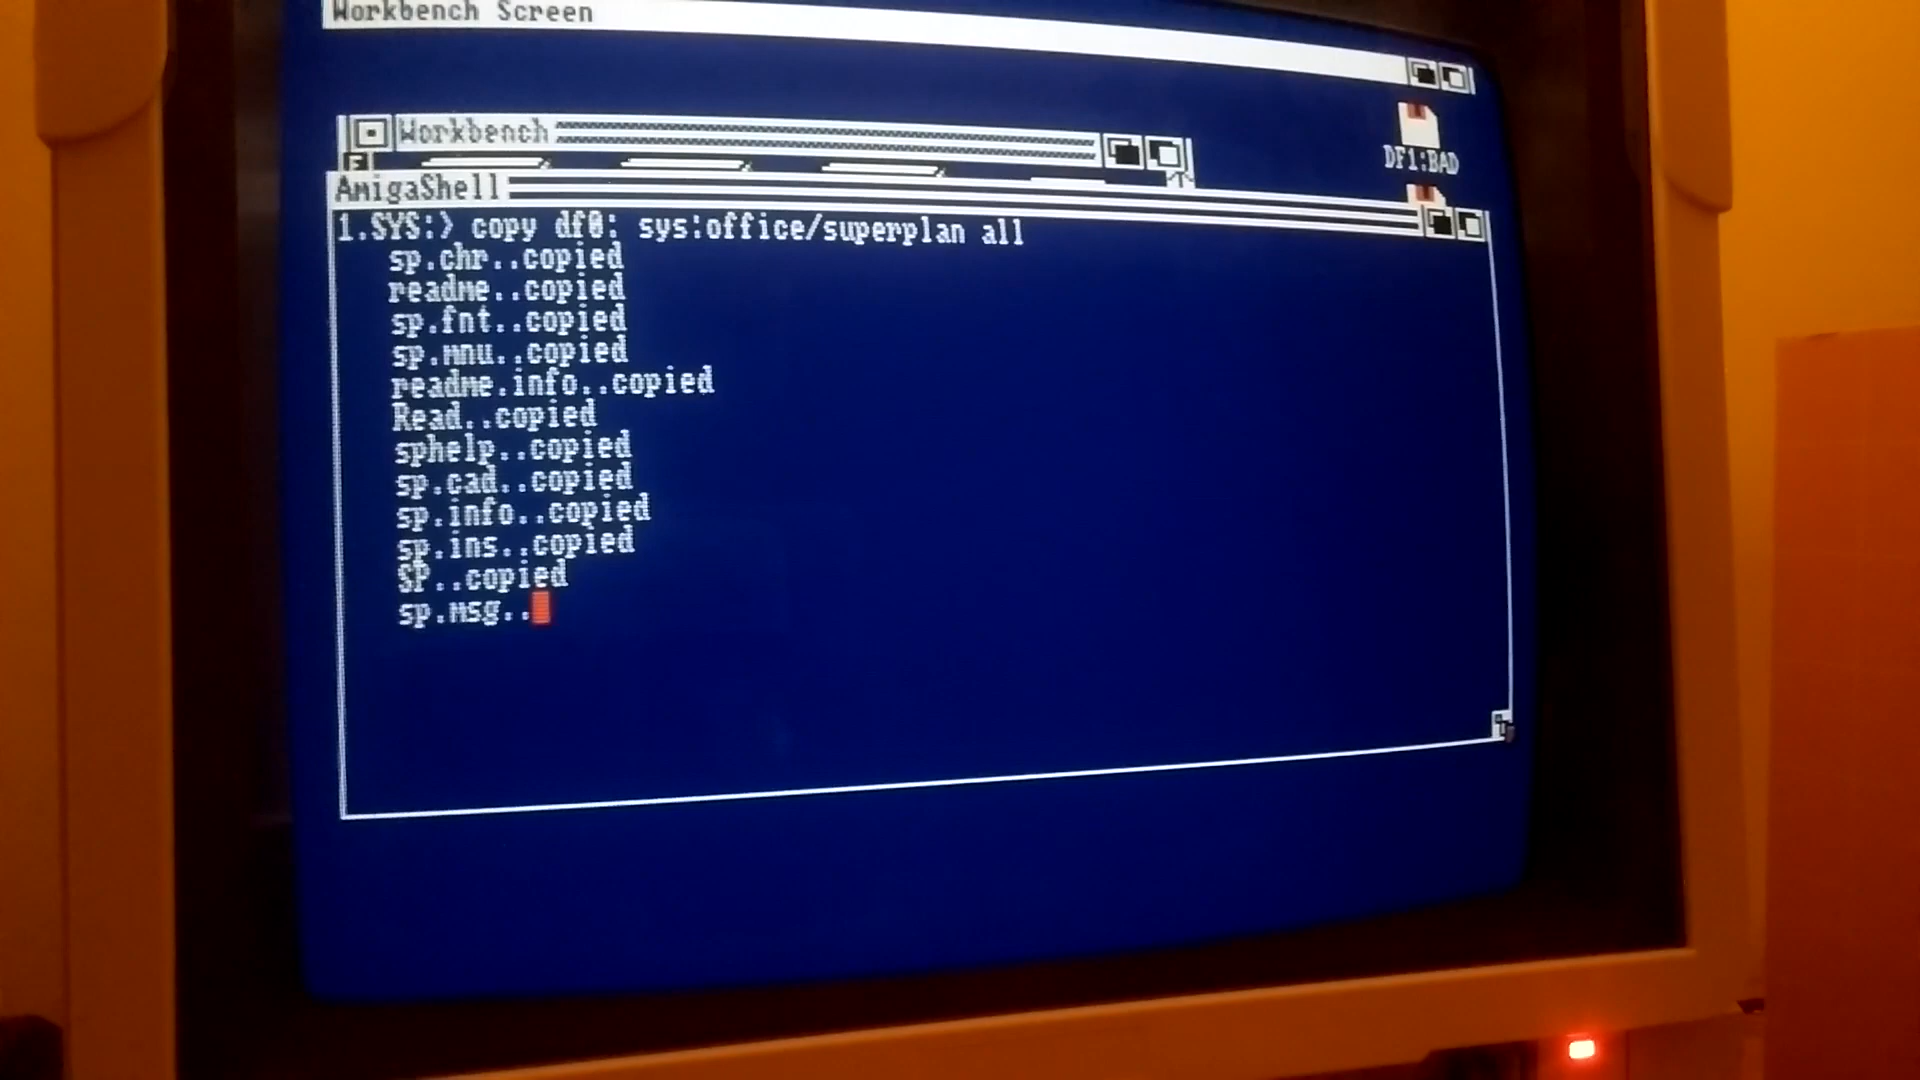 Workbench Screen
Workbench
DF1:BAD
AmigaShell
1.SYS:> copy df0: sys:office/superplan all
sp.chr..copied
readme..copied
sp.fnt..copied
sp.mnu..copied
readme.info..copied
Read..copied
sphelp..copied
sp.cad..copied
sp.info..copied
sp.ins..copied
SP..copied
sp.msg..